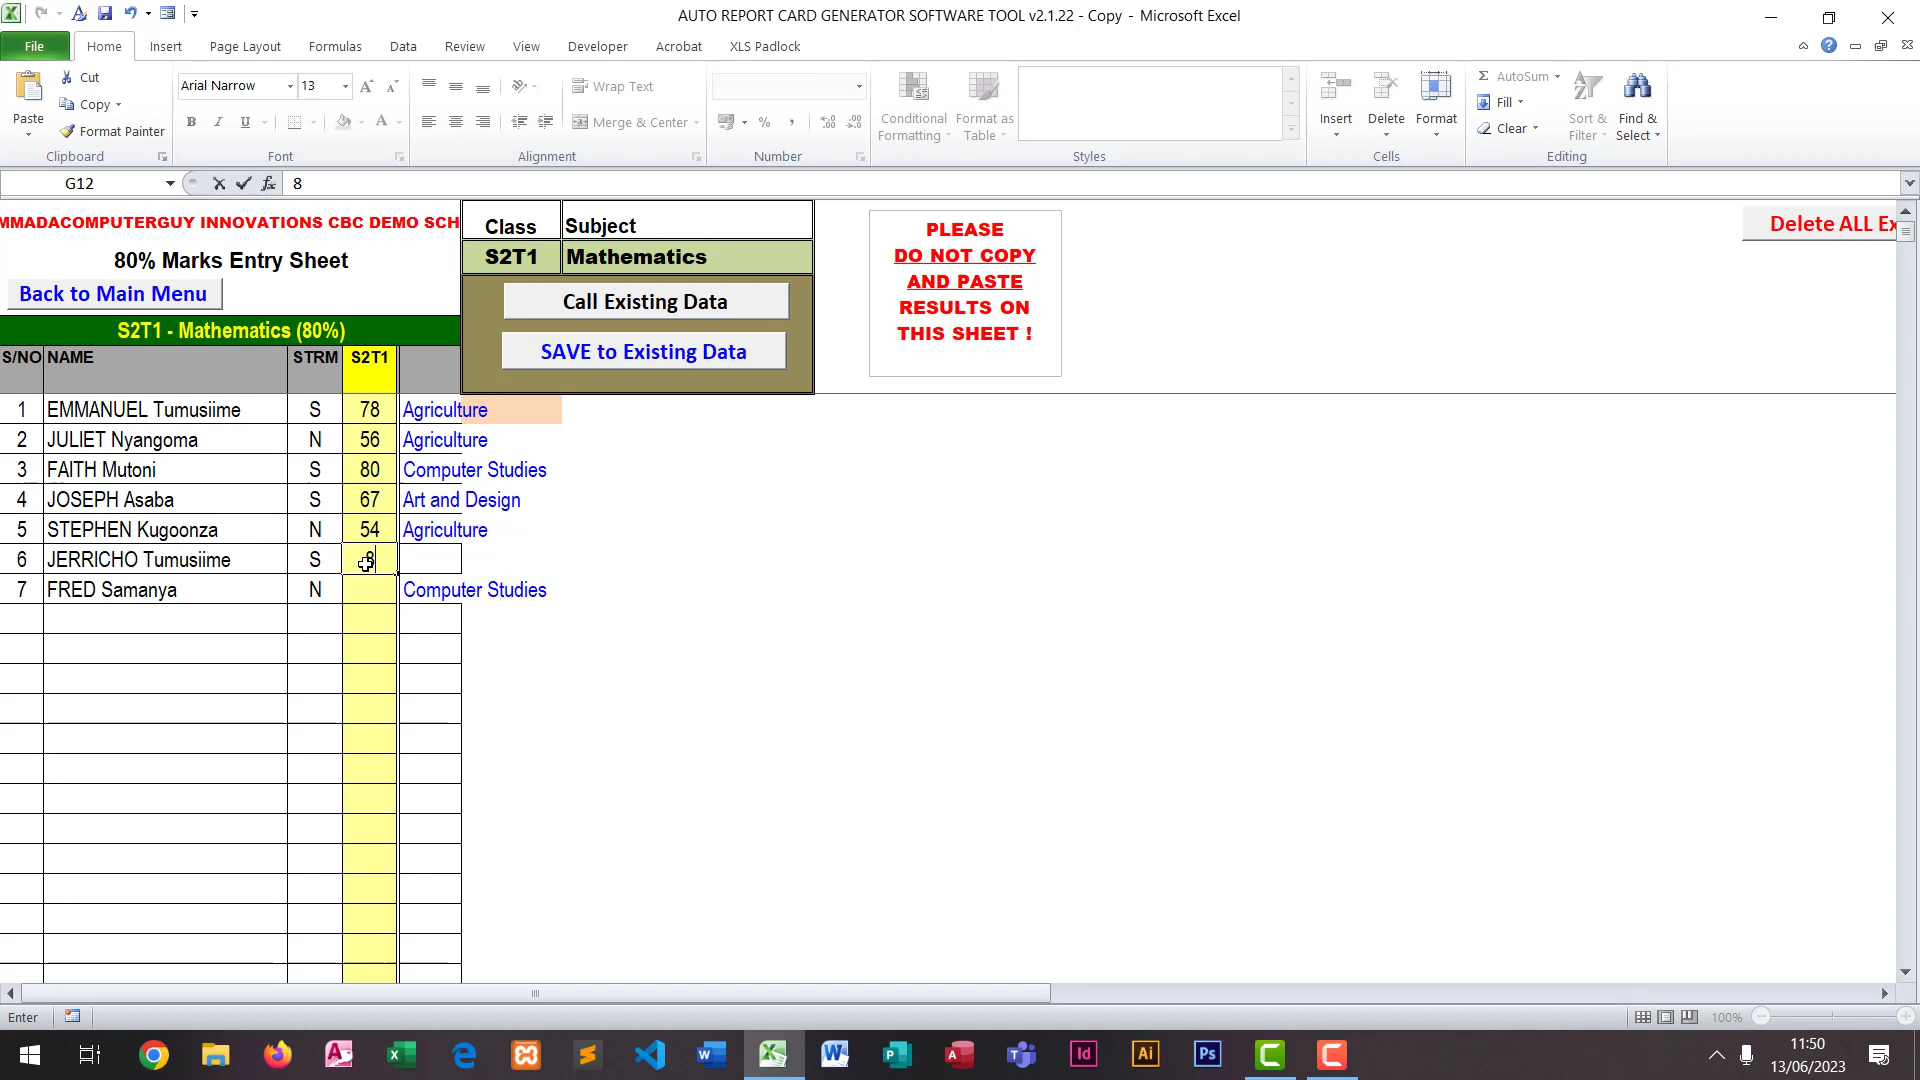 AUTO REPORT CARD GENERATOR SOFTWARE TOOL v2.1.22 - Copy - Microsoft Excel
File Home Insert Page Layout Formulas Data Review View Developer Acrobat XLS Padlock
Paste
Cut
Copy
Format Painter
Clipboard
Arial Narrow 13
B I U
Font
Wrap Text
Merge & Center
Alignment
Number
Conditional Formatting
Format as Table
Styles
Insert
Delete
Format
Cells
AutoSum
Fill
Clear
Sort & Filter
Find & Select
Editing
G12 fx 8
MMADACOMPUTERGUY INNOVATIONS CBC DEMO SCH
80% Marks Entry Sheet
Back to Main Menu
Class Subject
S2T1 Mathematics
Call Existing Data
SAVE to Existing Data
PLEASE
DO NOT COPY
AND PASTE
RESULTS ON
THIS SHEET !
Delete ALL Ex
S2T1 - Mathematics (80%)
S/NO NAME STRM S2T1
1 EMMANUEL Tumusiime S 78 Agriculture
2 JULIET Nyangoma N 56 Agriculture
3 FAITH Mutoni S 80 Computer Studies
4 JOSEPH Asaba S 67 Art and Design
5 STEPHEN Kugoonza N 54 Agriculture
6 JERRICHO Tumusiime S 8
7 FRED Samanya N Computer Studies
Enter 100%
11:50
13/06/2023